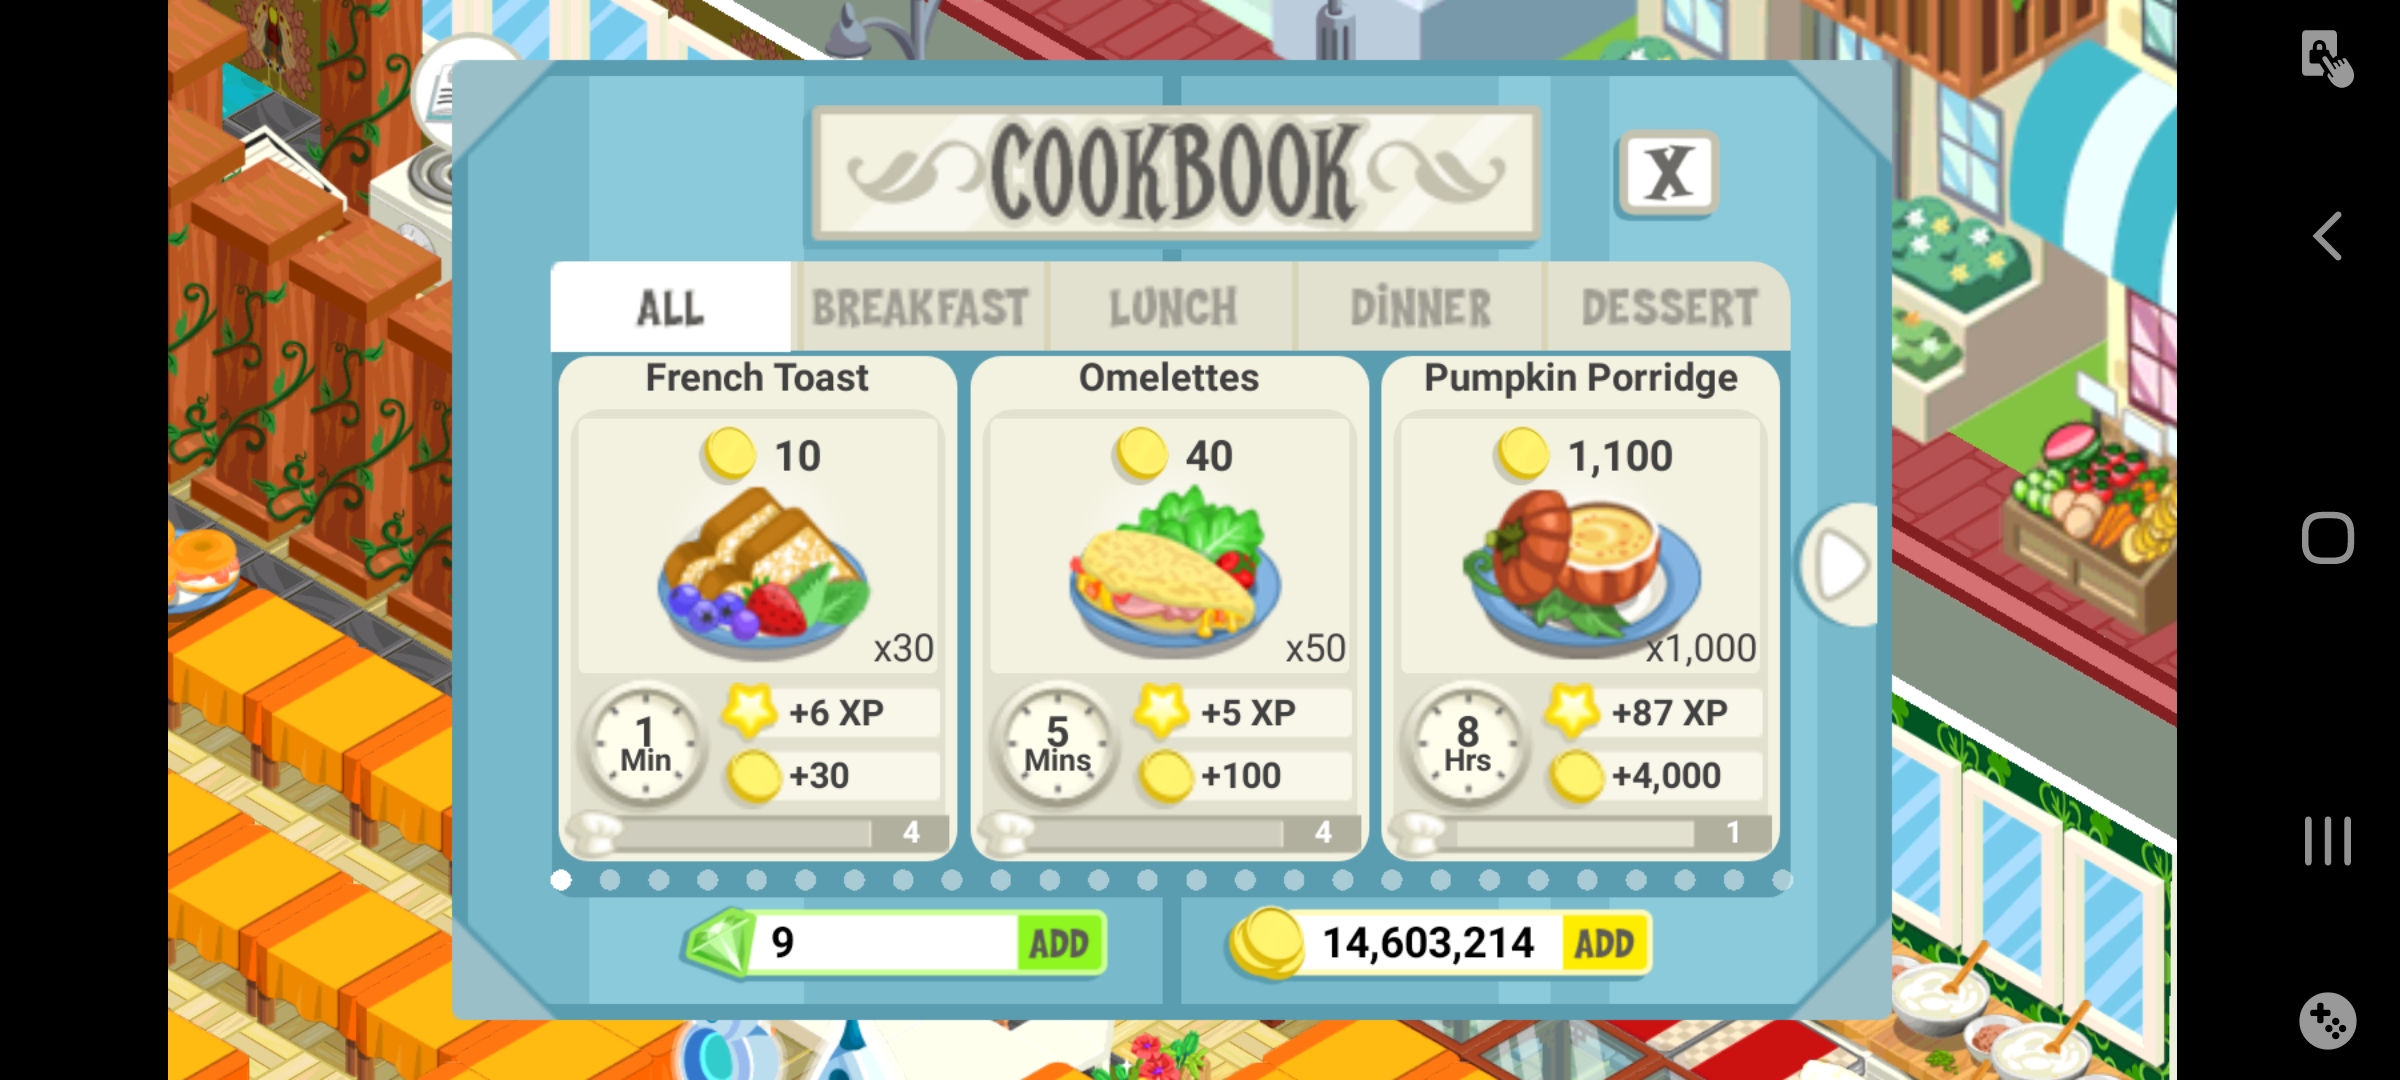 COOKBOOK
X
ALL
BREAKFAST
LUNCH
DINNER
DESSERT
French Toast
10
x30
1
Min
+6 XP
+30
4
Omelettes
40
x50
5
Mins
+5 XP
+100
4
Pumpkin Porridge
1,100
x1,000
8
Hrs
+87 XP
+4,000
1
9
ADD
14,603,214
ADD